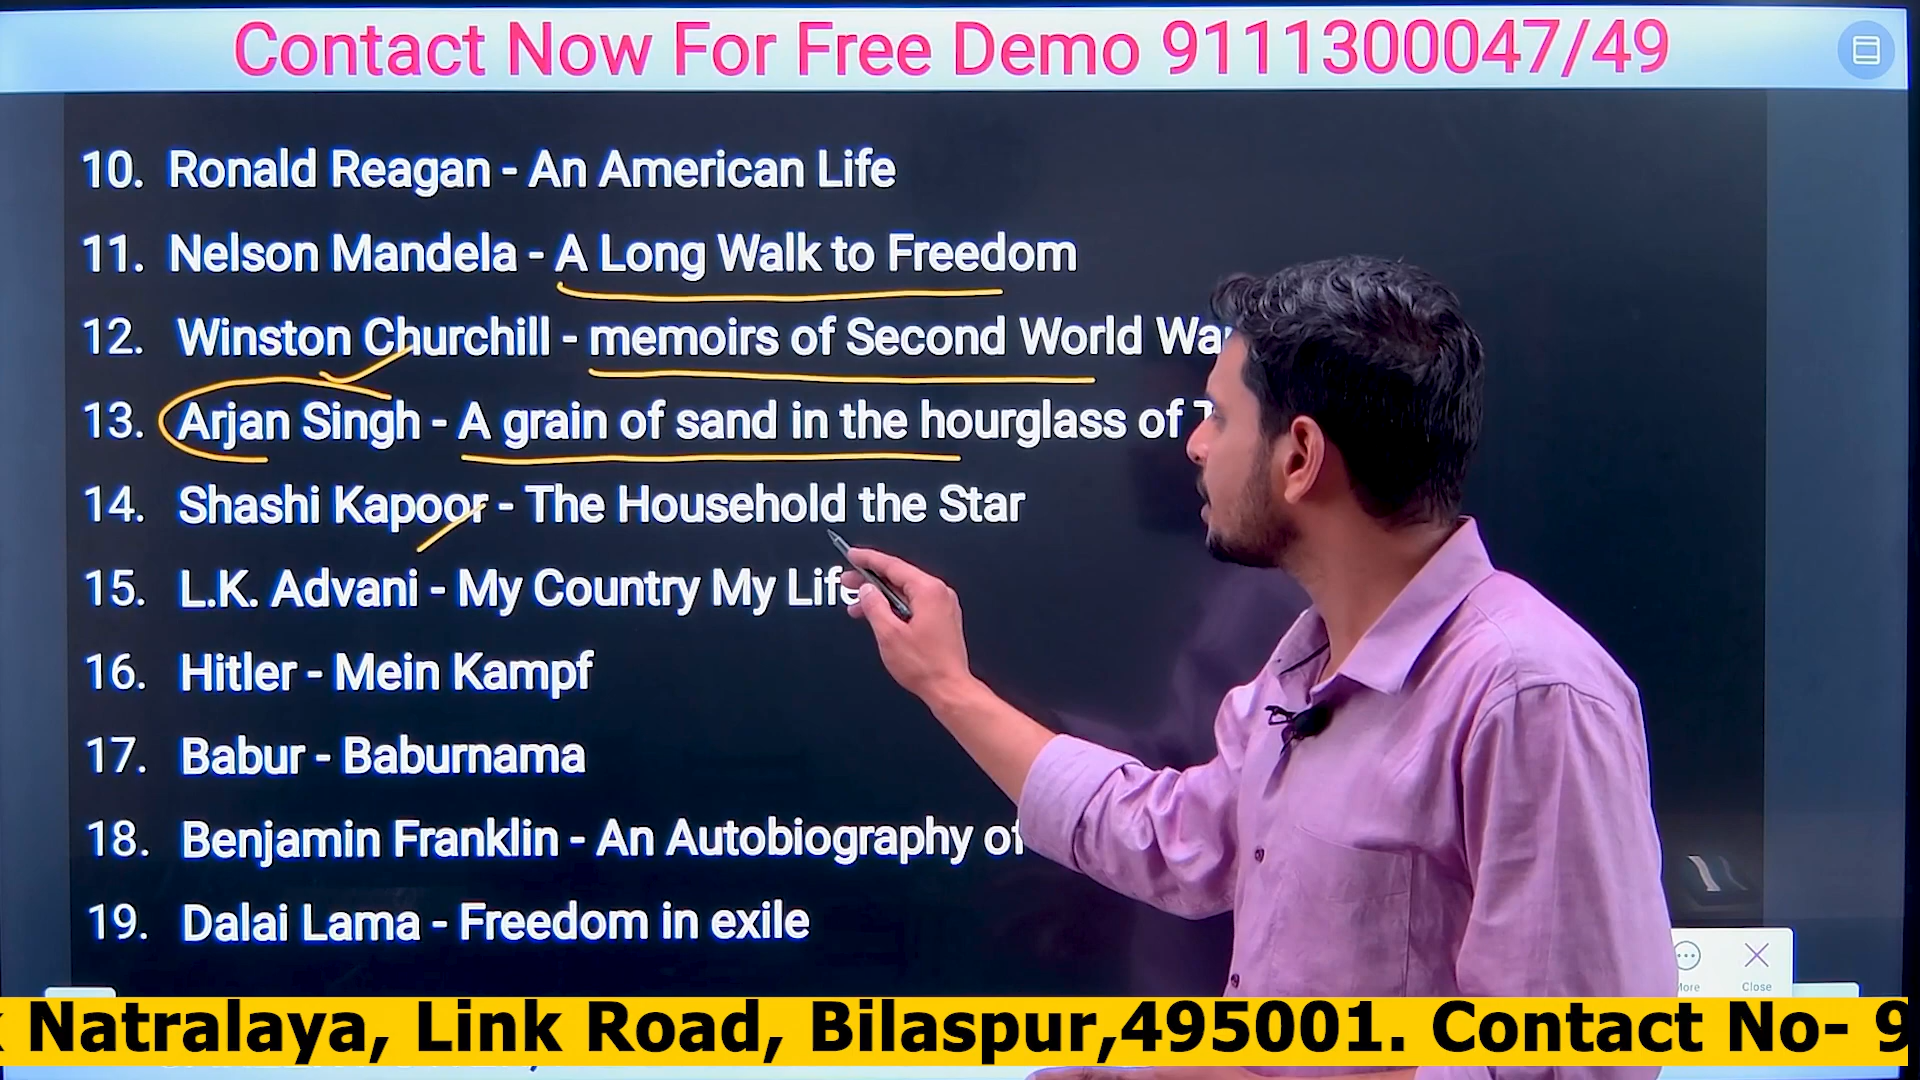 Contact Now For Free Demo 9111300047/49
10. Ronald Reagan - An American Life
11. Nelson Mandela - A Long Walk to Freedom
12. Winston Churchill - memoirs of Second World War
13. Arjan Singh - A grain of sand in the hourglass of
14. Shashi Kapoor - The Household the Star
15. L.K. Advani - My Country My Life
16. Hitler - Mein Kampf
17. Babur - Baburnama
18. Benjamin Franklin - An Autobiography of
19. Dalai Lama - Freedom in exile
More Close
Natralaya, Link Road, Bilaspur,495001. Contact No- 9